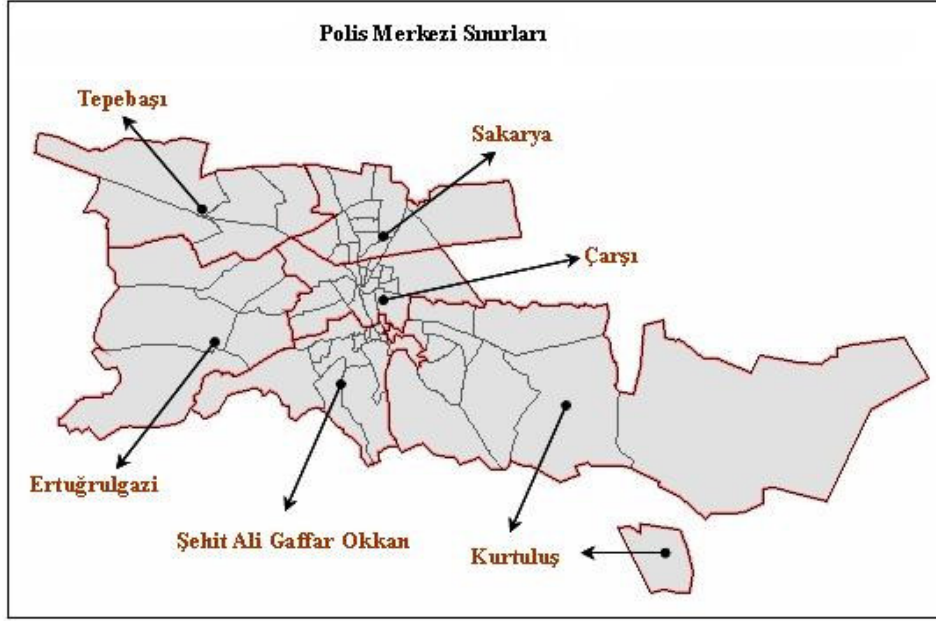 Polis Merkezi Sınırları
Tepebaşı
Sakarya
Çarşı
Ertuğrulgazi
Şehit Ali Gaffar Okkan
Kurtuluş